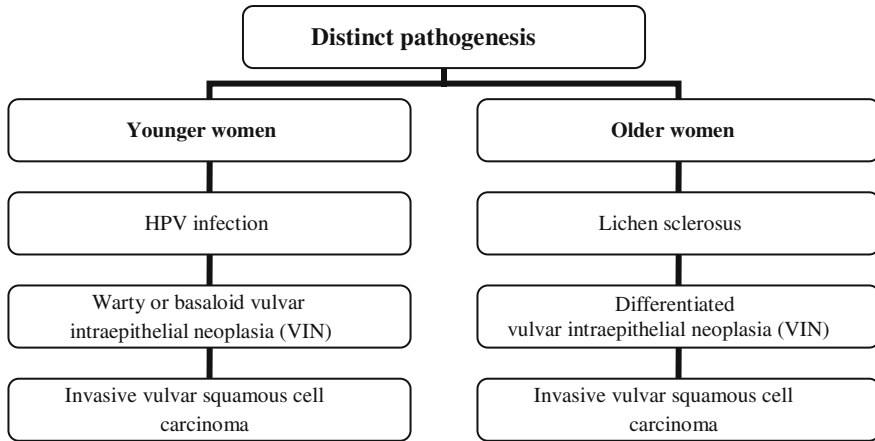 Distinct pathogenesis
Younger women
Older women
HPV infection
Lichen sclerosus
Warty or basaloid vulvar
intraepithelial neoplasia (VIN)
Differentiated
vulvar intraepithelial neoplasia (VIN)
Invasive vulvar squamous cell
carcinoma
Invasive vulvar squamous cell
carcinoma